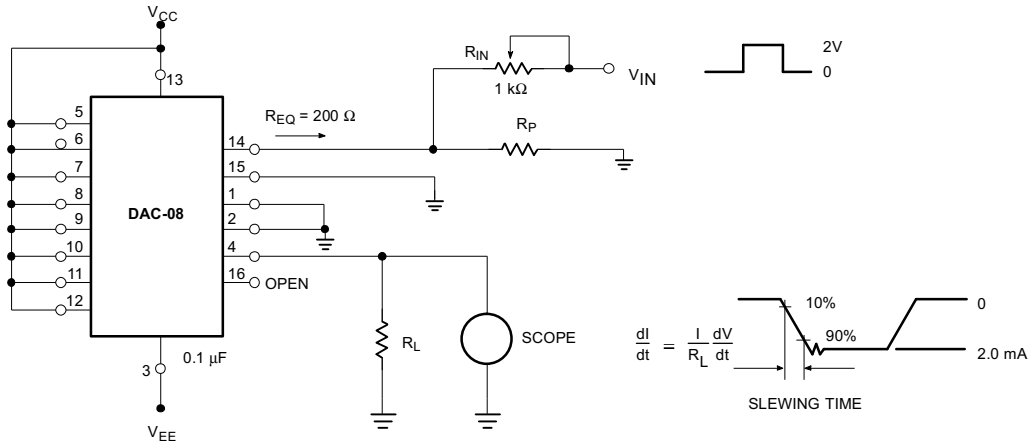 VCC
13
5
6
7
8
9
10
11
12
DAC-08
14
15
1
2
4
16
OPEN
REQ = 200 Ω
RIN
1 kΩ
VIN
RP
2V
0
RL
SCOPE
3
0.1 μF
VEE
dI/dt = I/RL dV/dt
10%
90%
0
2.0 mA
SLEWING TIME